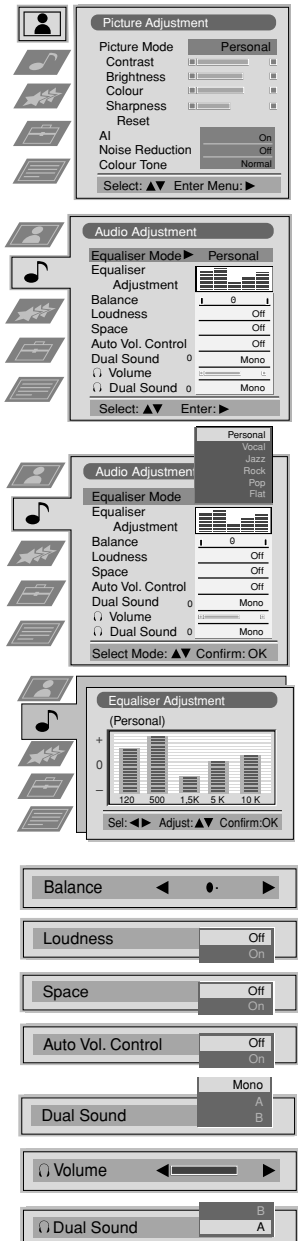 Picture Adjustment
Picture Mode Personal
Contrast
Brightness
Colour
Sharpness
Reset
AI On
Noise Reduction Off
Colour Tone Normal
Select: ▲▼ Enter Menu: ▶
Audio Adjustment
Equaliser Mode▶ Personal
Equaliser
Adjustment
Balance 0
Loudness Off
Space Off
Auto Vol. Control Off
Dual Sound 0 Mono
Volume
Dual Sound 0 Mono
Select: ▲▼ Enter: ▶
Personal
Vocal
Jazz
Rock
Pop
Flat
Audio Adjustment
Equaliser Mode
Equaliser
Adjustment
Balance 0
Loudness Off
Space Off
Auto Vol. Control Off
Dual Sound 0 Mono
Volume
Dual Sound 0 Mono
Select Mode: ▲▼ Confirm: OK
Equaliser Adjustment
(Personal)
+
0
–
120 500 1,5K 5 K 10 K
Sel: ◀▶ Adjust:▲▼ Confirm:OK
Balance ◀ ▶
Loudness Off
On
Space Off
On
Auto Vol. Control Off
On
Mono
A
Dual Sound B
Volume ◀ ▶
B
Dual Sound A